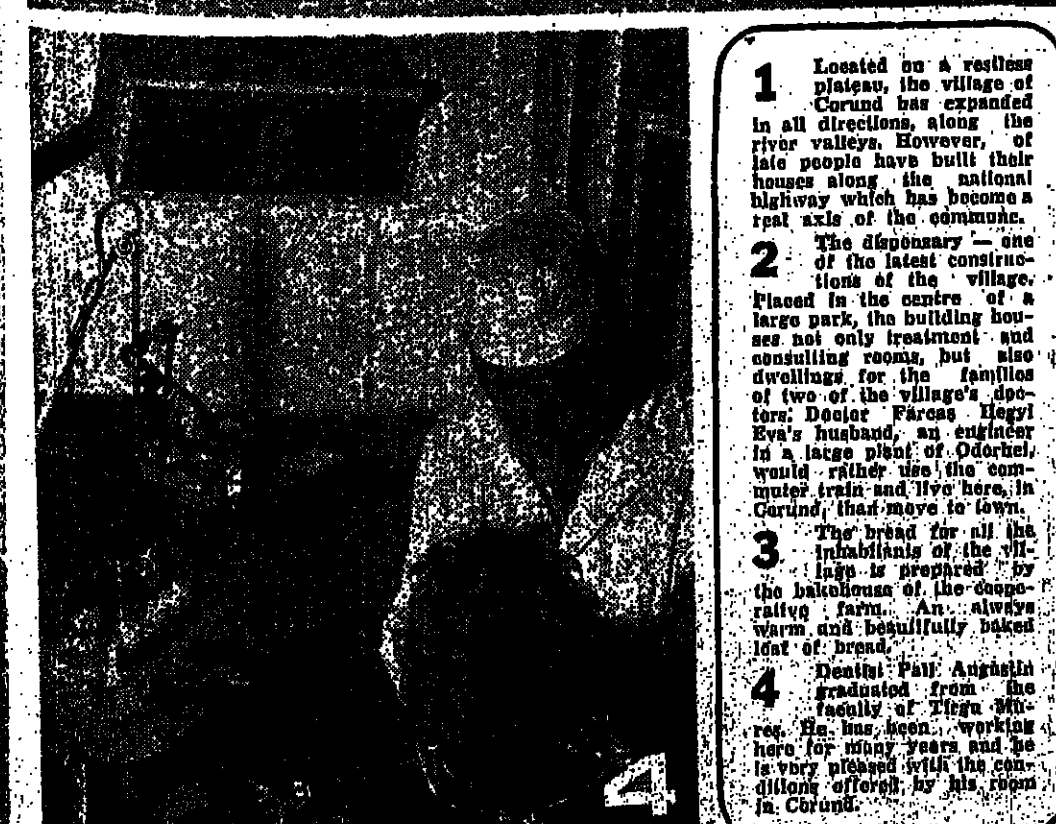 4
1 Located on a restless
plateau, the village of
Corund has expanded
in all directions, along the
river valleys. However, of
late people have built their
houses along the national
highway which has become a
real axis of the commune.
2 The dispensary — one
of the latest construc-
tions of the village.
Placed in the centre of a
large park, the building hou-
ses not only treatment and
consulting rooms, but also
dwellings for the families
of two of the village's doc-
tors. Doctor Farcas Hegyi
Eva's husband, an engineer
in a large plant of Odorhei,
would rather use the com-
muter train and live here, in
Corund, than move to town.
3 The bread for all the
inhabitants of the vil-
lage is prepared by
the bakehouse of the coope-
rative farm. An always
warm and beautifully baked
loaf of bread.
4 Dentist Pall Augustin
graduated from the
faculty of Tirgu Mu-
res. He has been working
here for many years and he
is very pleased with the con-
ditions offered by his room
in Corund.